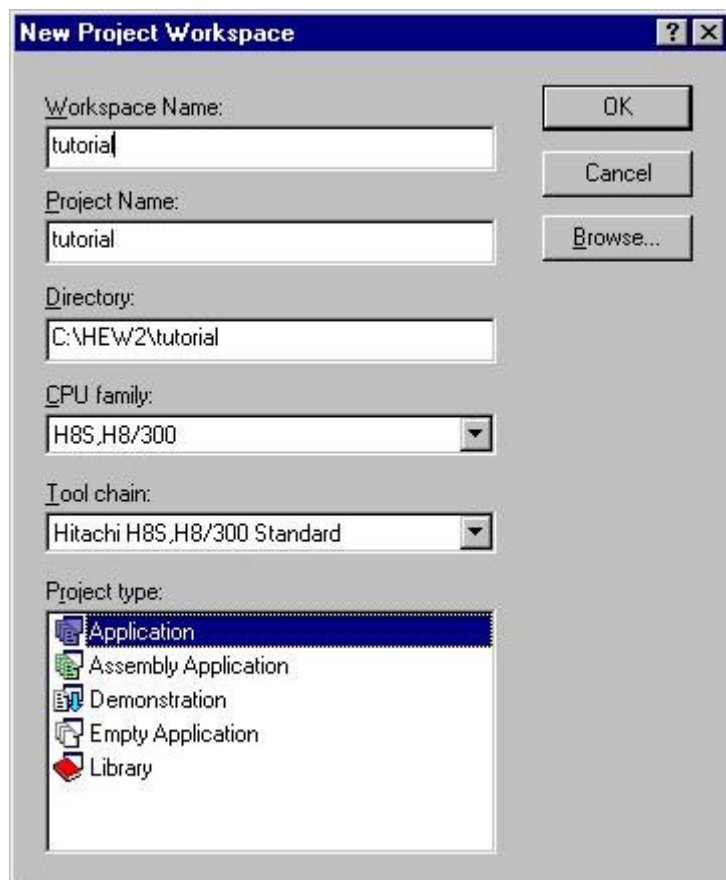 New Project Workspace
Workspace Name:
tutorial
Project Name:
tutorial
Directory:
C:\HEW2\tutorial
CPU family:
H8S,H8/300
Tool chain:
Hitachi H8S,H8/300 Standard
Project type:
Application
Assembly Application
Demonstration
Empty Application
Library
OK
Cancel
Browse...